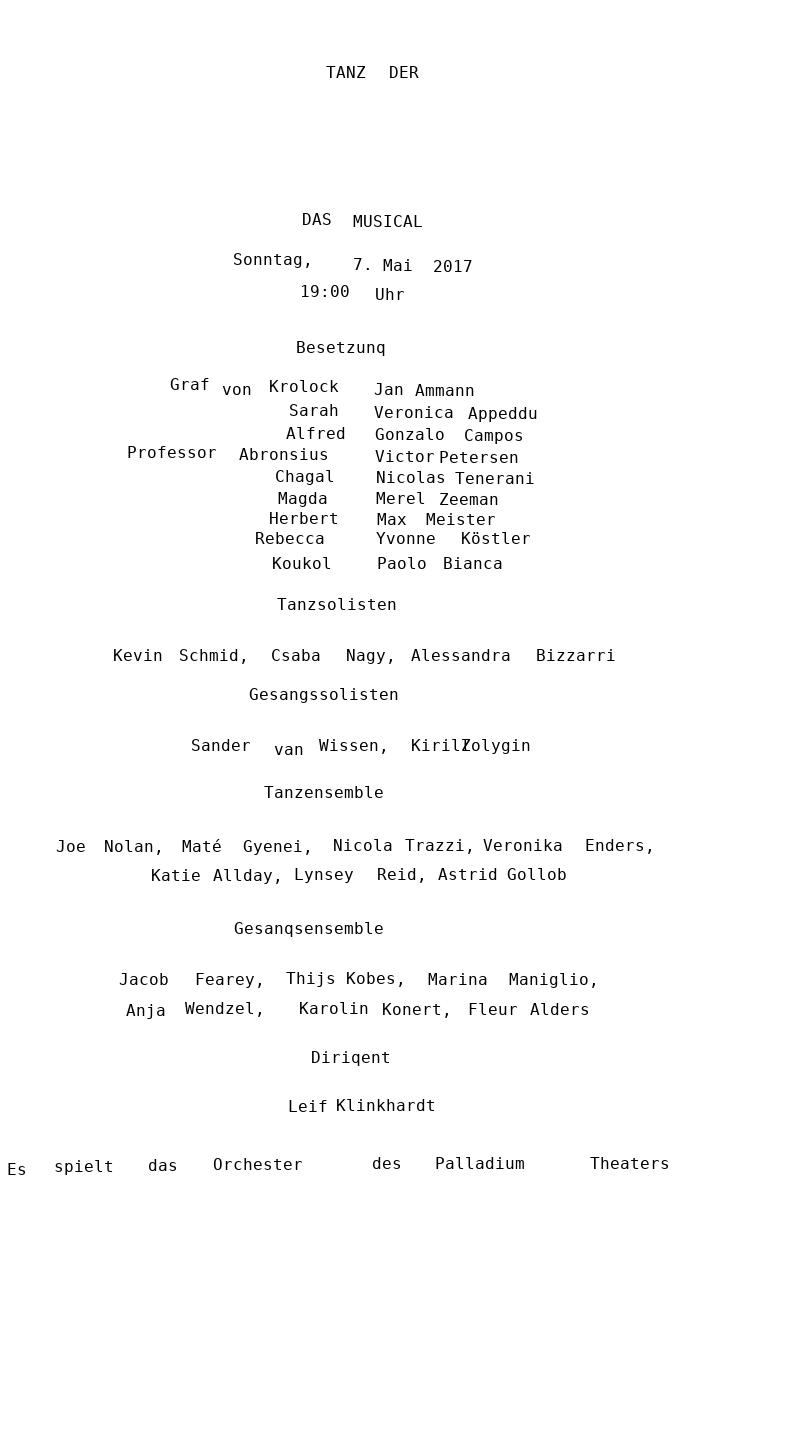 TANZ DER
DAS MUSICAL
Sonntag, 7. Mai 2017
19:00 Uhr
Besetzunq
Graf von Krolock Jan Ammann
Sarah Veronica Appeddu
Alfred Gonzalo Campos
Professor Abronsius Victor Petersen
Chagal Nicolas Tenerani
Magda Merel Zeeman
Herbert Max Meister
Rebecca Yvonne Köstler
Koukol Paolo Bianca
Tanzsolisten
Kevin Schmid, Csaba Nagy, Alessandra Bizzarri
Gesangssolisten
Sander van Wissen, Kirill Zolygin
Tanzensemble
Joe Nolan, Maté Gyenei, Nicola Trazzi, Veronika Enders,
Katie Allday, Lynsey Reid, Astrid Gollob
Gesanqsensemble
Jacob Fearey, Thijs Kobes, Marina Maniglio,
Anja Wendzel, Karolin Konert, Fleur Alders
Diriqent
Leif Klinkhardt
Es spielt das Orchester des Palladium Theaters